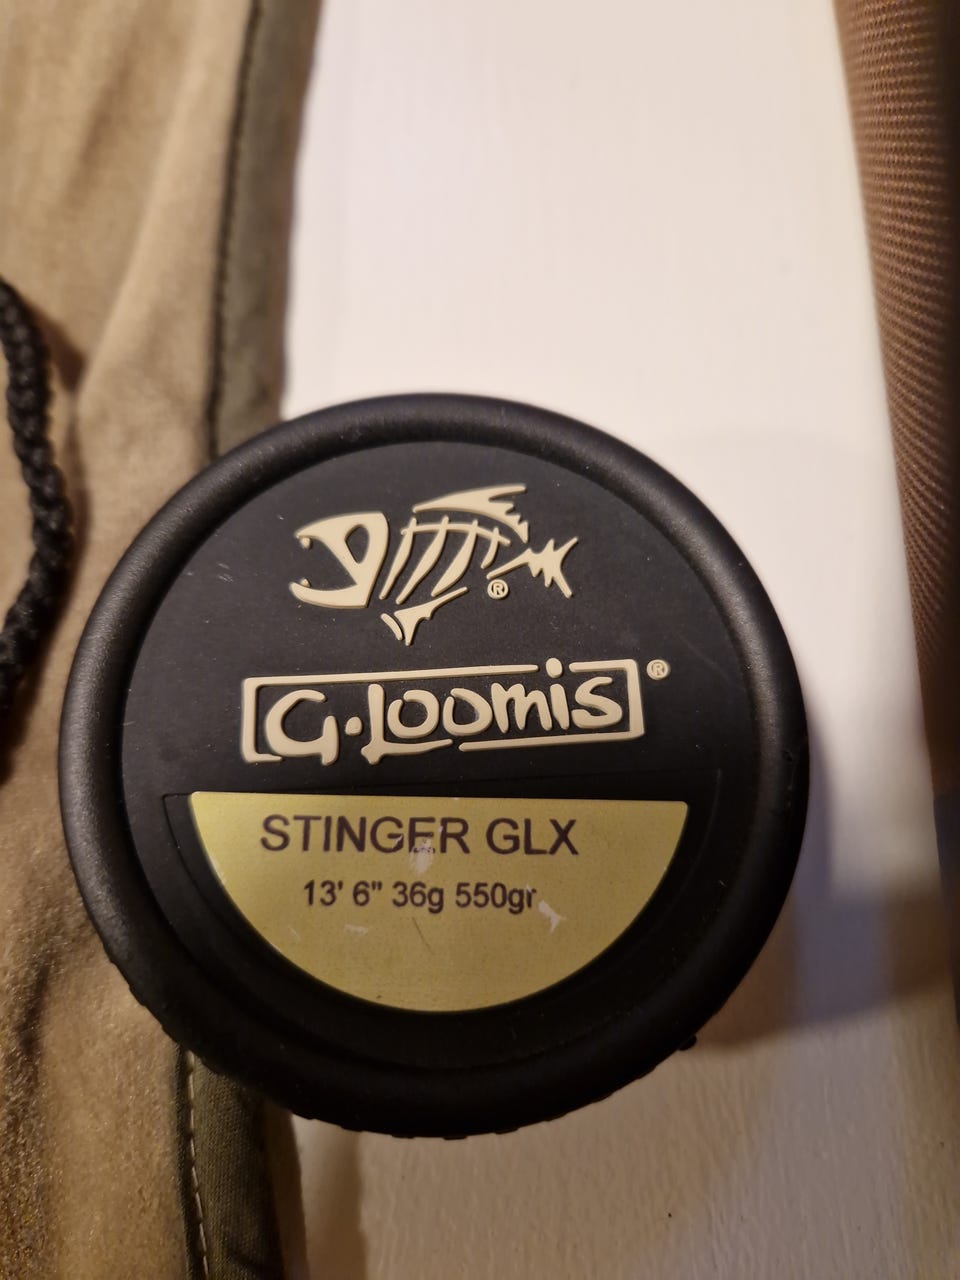 ®
G.Loomis®
STINGER GLX
13' 6" 36g 550gr